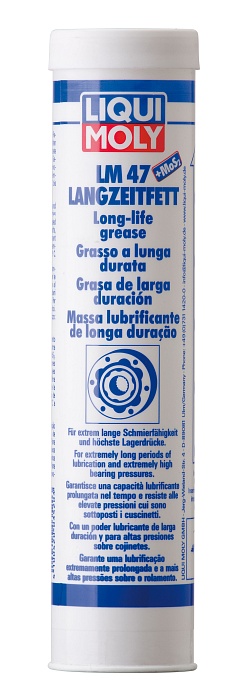 LIQUI
MOLY
LM 47 +MoS2
LANGZEITFETT
Long-life
grease
Grasso a lunga
durata
Grasa de larga
duración
Massa lubrificante
de longa duração
Für extrem lange Schmierfähigkeit
und höchste Lagerdrücke.
For extremely long periods of
lubrication and extremely high
bearing pressures.
Garantisce una capacità lubrificante
prolungata nel tempo e resiste alle
elevate pressioni cui sono
sottoposti i cuscinetti.
Con un poder lubricante de larga
duración y para altas presiones
sobre cojinetes.
Garante uma lubrificação
extremamente prolongada e a mais
altas pressões sobre o rolamento.
LIQUI MOLY GMBH